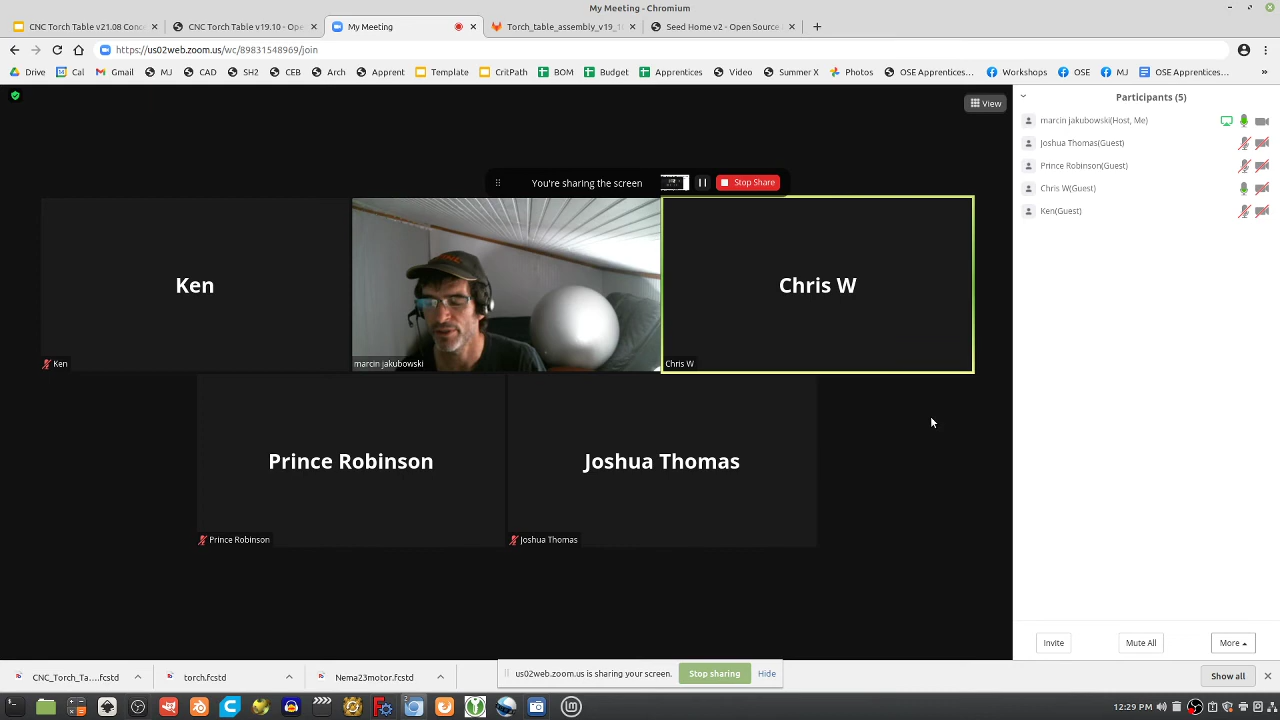 My Meeting - Chromium
CNC Torch Table v21.08 Conc
CNC Torch Table v19.10 - Ope
My Meeting
Torch_table_assembly_v19_1
Seed Home v2 - Open Source
https://us02web.zoom.us/wc/89831548969/join
Drive
Cal
Gmail
MJ
CAD
SH2
CEB
Arch
Apprent
Template
CritPath
BOM
Budget
Apprentices
Video
Summer X
Photos
OSE Apprentices...
Workshops
OSE
MJ
OSE Apprentices...
View
Participants (5)
marcin jakubowski(Host, Me)
Joshua Thomas(Guest)
Prince Robinson(Guest)
Chris W(Guest)
Ken(Guest)
You're sharing the screen
Stop Share
Ken
Chris W
Ken
marcin jakubowski
Chris W
Prince Robinson
Joshua Thomas
Prince Robinson
Joshua Thomas
Invite
Mute All
More
CNC_Torch_Ta....fcstd
torch.fcstd
Nema23motor.fcstd
us02web.zoom.us is sharing your screen.
Stop sharing
Hide
Show all
12:29 PM